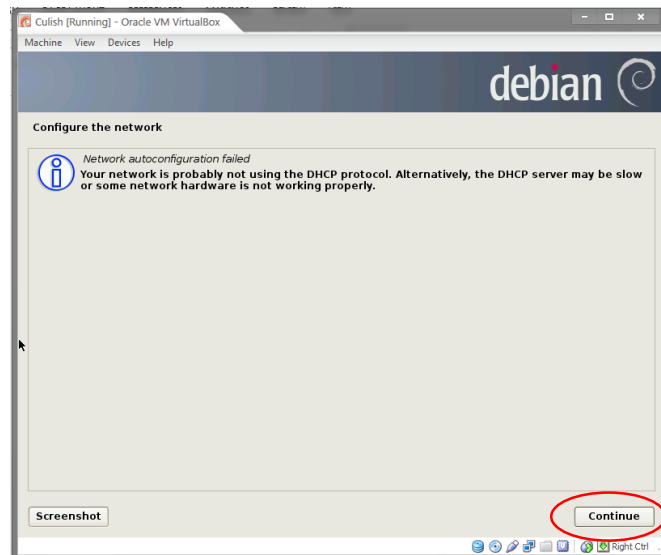 Culish [Running] - Oracle VM VirtualBox
Machine View Devices Help
debian
Configure the network
Network autoconfiguration failed
Your network is probably not using the DHCP protocol. Alternatively, the DHCP server may be slow
or some network hardware is not working properly.
Screenshot
Continue
Right Ctrl